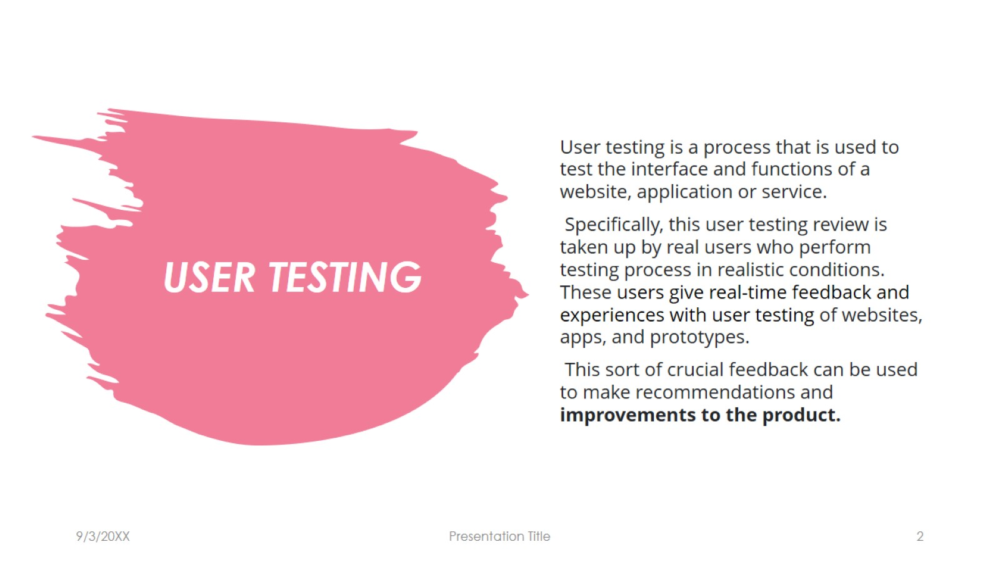 USER TESTING
User testing is a process that is used to
test the interface and functions of a
website, application or service.
Specifically, this user testing review is
taken up by real users who perform
testing process in realistic conditions.
These users give real-time feedback and
experiences with user testing of websites,
apps, and prototypes.
This sort of crucial feedback can be used
to make recommendations and
improvements to the product.
9/3/20XX
Presentation Title
2